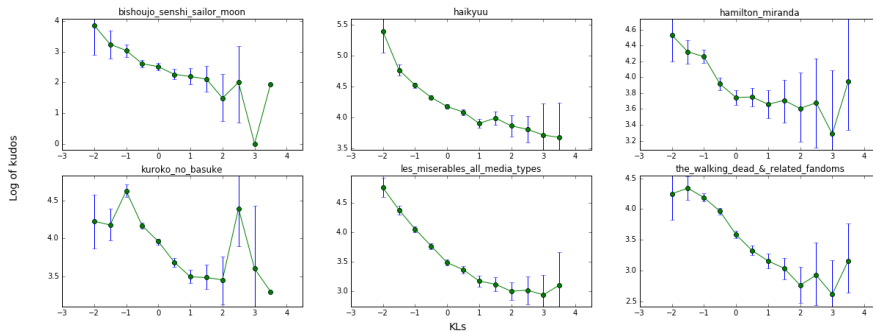 bishoujo_senshi_sailor_moon
haikyuu
hamilton_miranda
4
3
2
1
0
−3 −2 −1 0 1 2 3 4
5.5
5.0
4.5
4.0
3.5
−3 −2 −1 0 1 2 3 4
4.6
4.4
4.2
4.0
3.8
3.6
3.4
3.2
−3 −2 −1 0 1 2 3 4
Log of kudos
kuroko_no_basuke
les_miserables_all_media_types
the_walking_dead_&_related_fandoms
4.5
4.0
3.5
−3 −2 −1 0 1 2 3 4
4.5
4.0
3.5
3.0
−3 −2 −1 0 1 2 3 4
4.5
4.0
3.5
3.0
2.5
−3 −2 −1 0 1 2 3 4
KLs